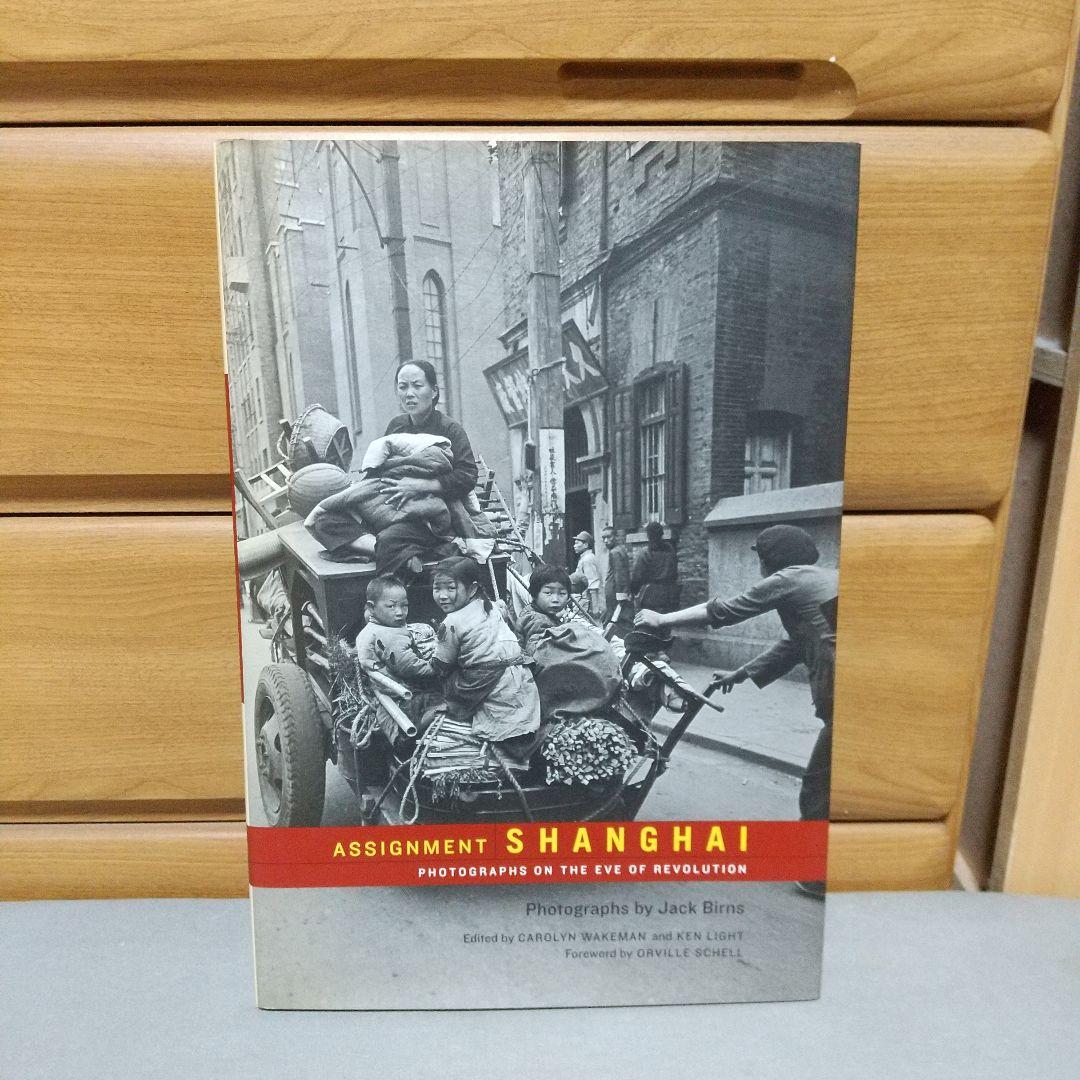 ASSIGNMENT SHANGHAI
PHOTOGRAPHS ON THE EVE OF REVOLUTION
Photographs by Jack Birns
Edited by CAROLYN WAKEMAN and KEN LIGHT
Foreword by ORVILLE SCHELL